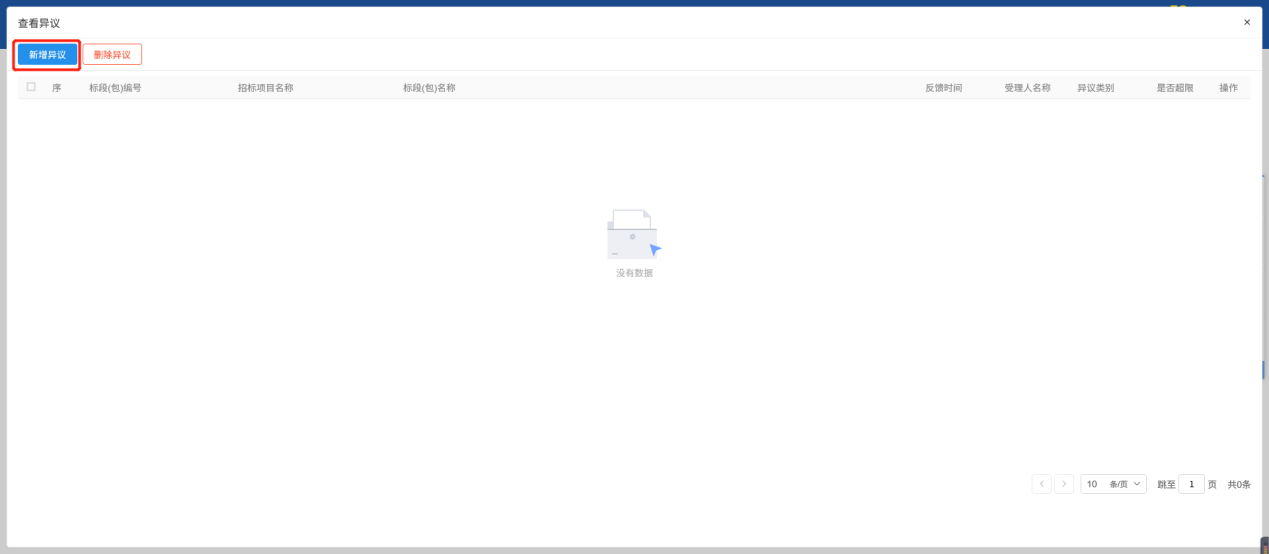 查看异议
×
新增异议 删除异议
序 标段(包)编号 招标项目名称 标段(包)名称 反馈时间 受理人名称 异议类别 是否超限 操作
没有数据
10 条/页 跳至 1 页 共0条